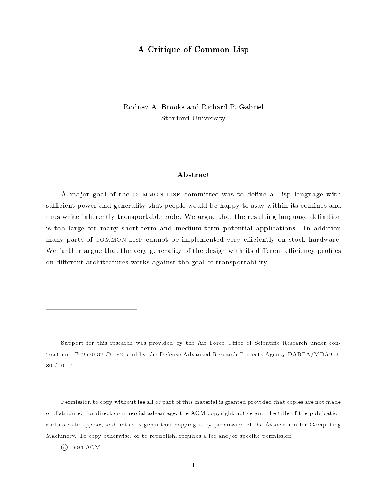 A Critique of Common Lisp
Rodney A. Brooks and Richard P. Gabriel
Stanford University
Abstract
A major goal of the COMMON LISP committee was to define a Lisp language with
sufficient power and generality that people would be happy to stay within its confines and
thus write inherently transportable code. We argue that the resulting language definition
is too large for many short-term and medium-term potential applications. In addition
many parts of COMMON LISP cannot be implemented very efficiently on stock hardware.
We further argue that the very generality of the design with its different efficiency profiles
on different architectures works against the goal of transportability.
Support for this research was provided by the Air Force Office of Scientific Research under con-
and by the Defense Advanced Research Projects Agency
Permission to copy without fee all or part of this material is granted provided that copies are not made
or distributed for direct commercial advantage, the ACM copyright notice and the title of the publication
and its date appear, and notice is given that copying is by permission of the Association for Computing
Machinery. To copy otherwise, or to republish, requires a fee and/or specific permission.
© ACM
1